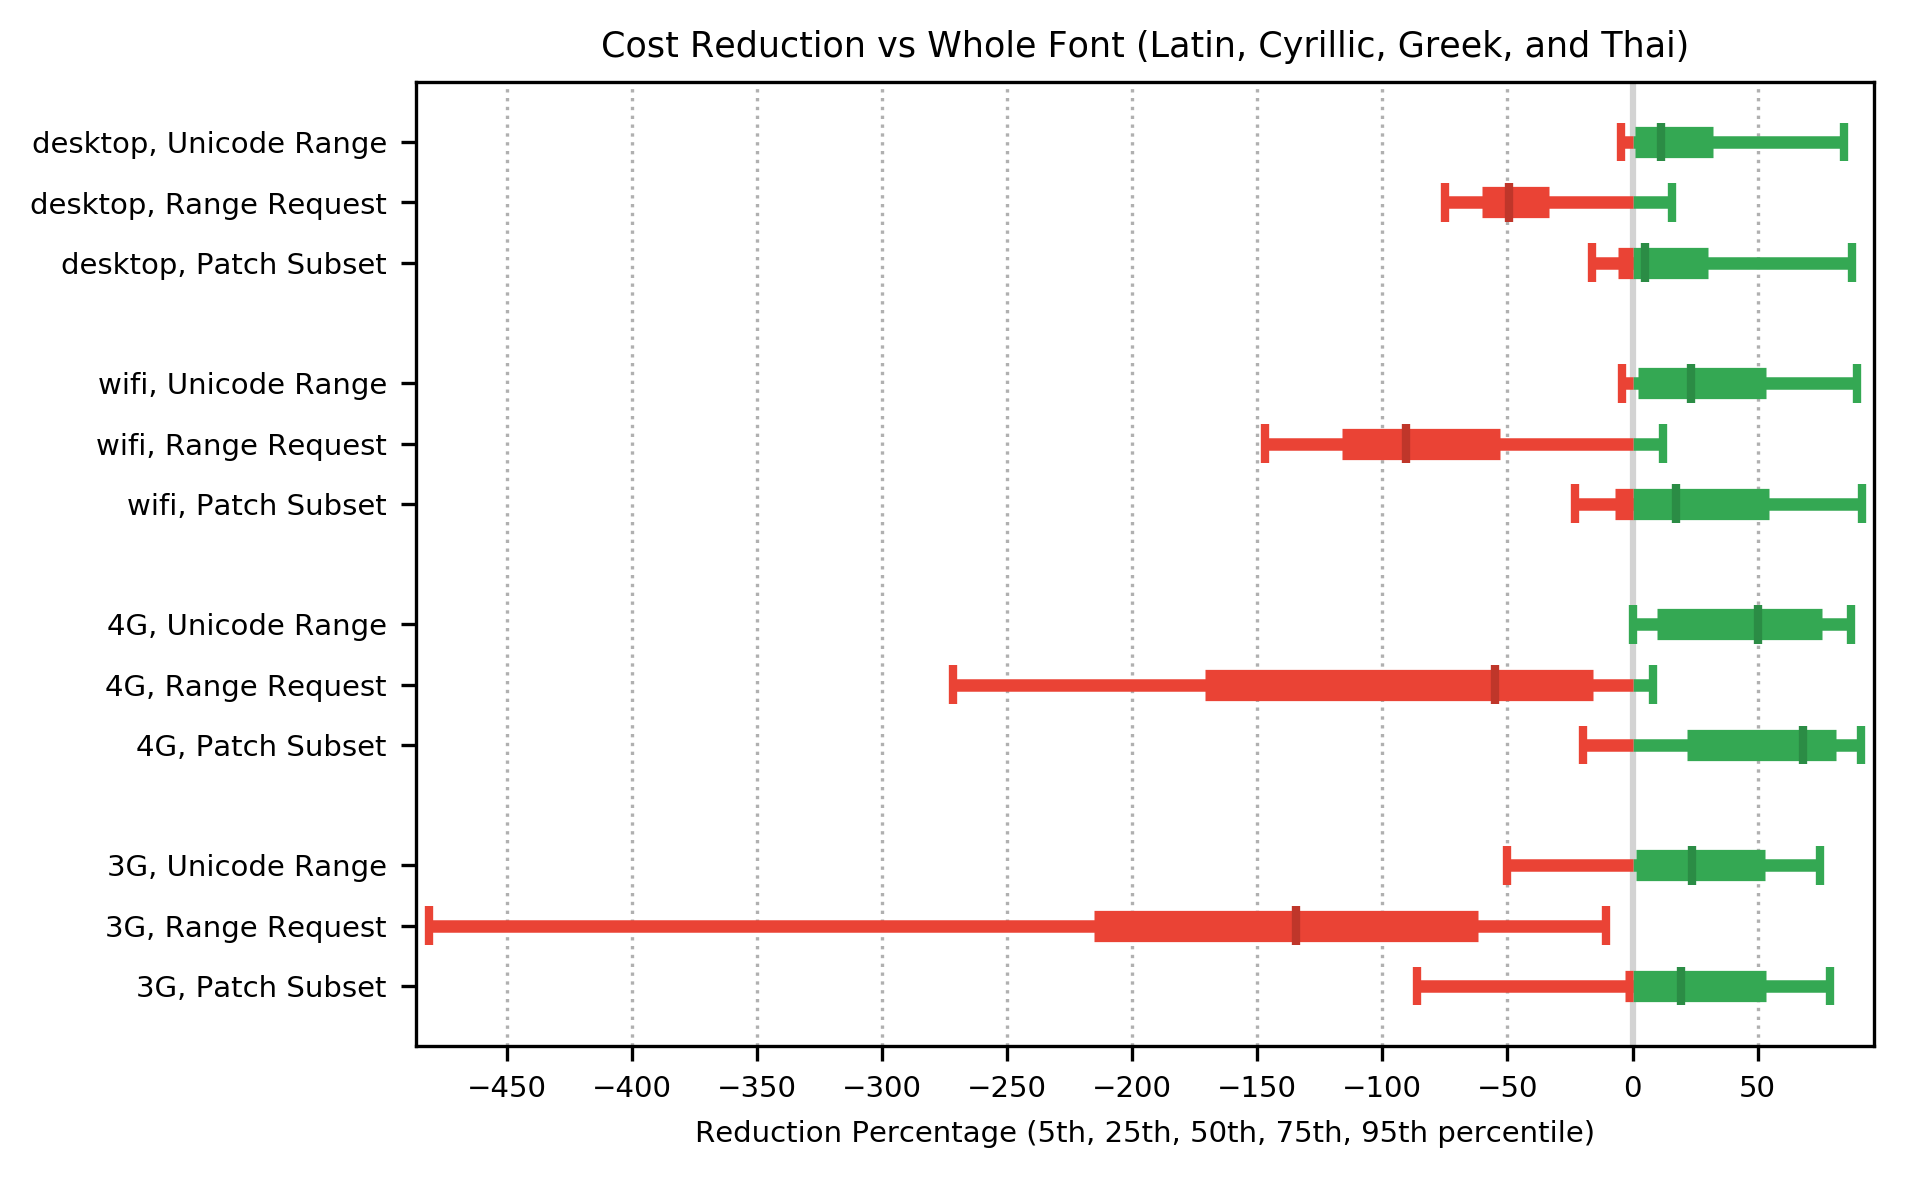 Cost Reduction vs Whole Font (Latin, Cyrillic, Greek, and Thai)
desktop, Unicode Range
desktop, Range Request
desktop, Patch Subset
wifi, Unicode Range
wifi, Range Request
wifi, Patch Subset
4G, Unicode Range
4G, Range Request
4G, Patch Subset
3G, Unicode Range
3G, Range Request
3G, Patch Subset
−450 −400 −350 −300 −250 −200 −150 −100 −50 0 50
Reduction Percentage (5th, 25th, 50th, 75th, 95th percentile)